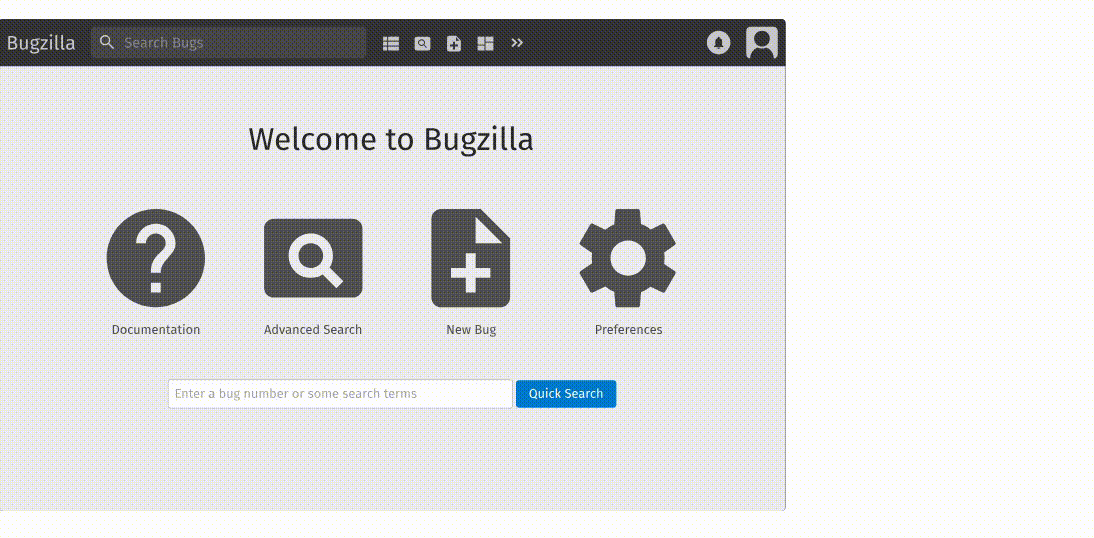 Bugzilla
Search Bugs
Welcome to Bugzilla
Documentation
Advanced Search
New Bug
Preferences
Enter a bug number or some search terms
Quick Search